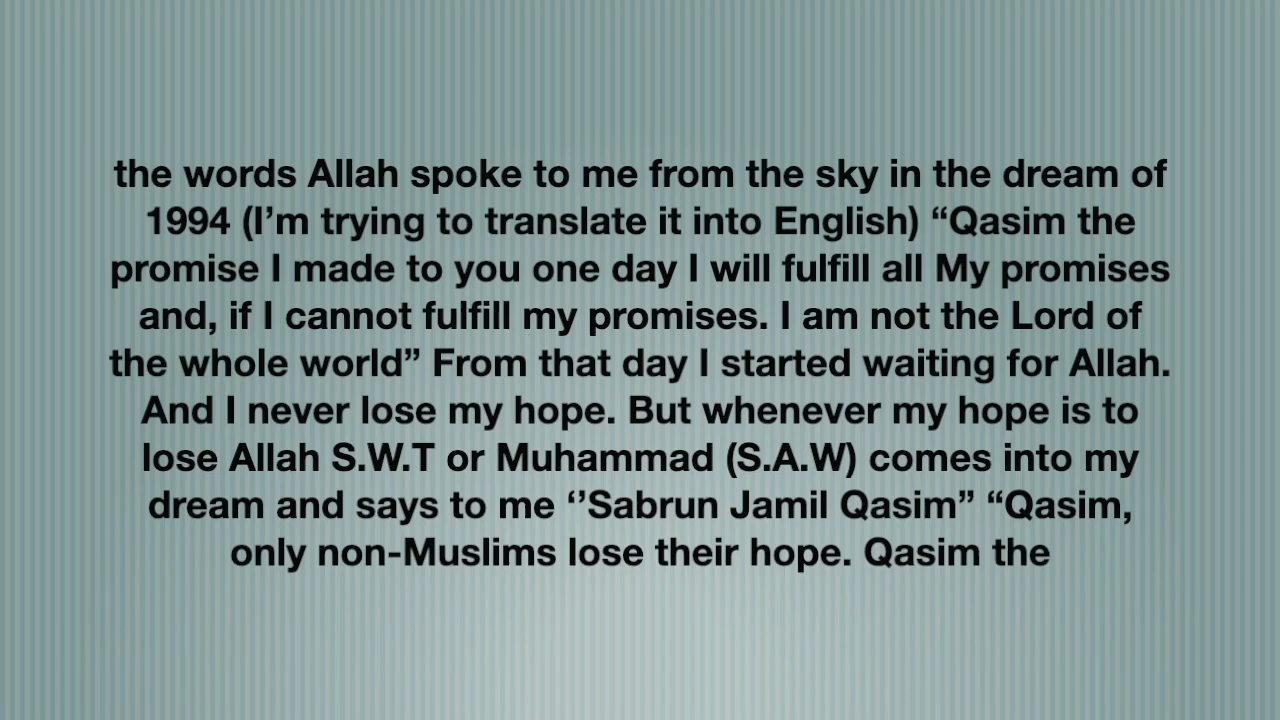 the words Allah spoke to me from the sky in the dream of
1994 (I’m trying to translate it into English) “Qasim the
promise I made to you one day I will fulfill all My promises
and, if I cannot fulfill my promises. I am not the Lord of
the whole world” From that day I started waiting for Allah.
And I never lose my hope. But whenever my hope is to
lose Allah S.W.T or Muhammad (S.A.W) comes into my
dream and says to me ‘’Sabrun Jamil Qasim” “Qasim,
only non-Muslims lose their hope. Qasim the